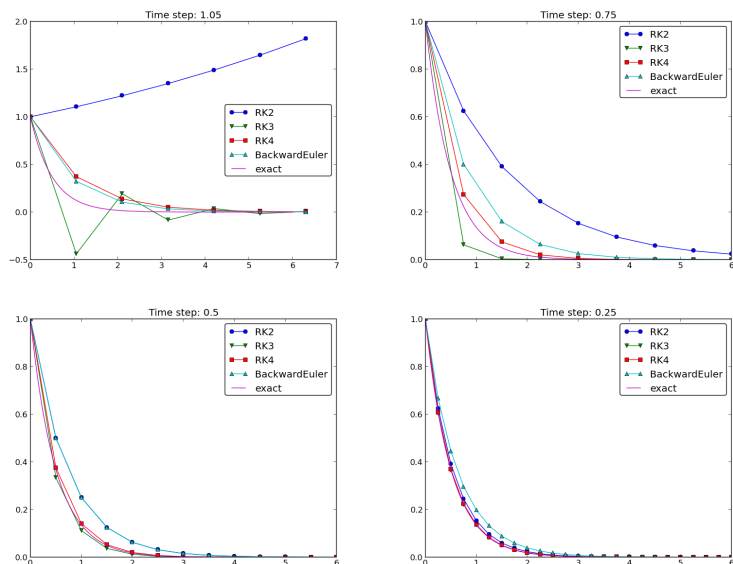 Time step: 1.05
2.0
1.5
1.0
0.5
0.0
−0.5
0 1 2 3 4 5 6 7
RK2
RK3
RK4
BackwardEuler
exact
Time step: 0.75
1.0
0.8
0.6
0.4
0.2
0.0
0 1 2 3 4 5 6
RK2
RK3
RK4
BackwardEuler
exact
Time step: 0.5
1.0
0.8
0.6
0.4
0.2
0.0
0 1 2 3 4 5 6
RK2
RK3
RK4
BackwardEuler
exact
Time step: 0.25
1.0
0.8
0.6
0.4
0.2
0.0
0 1 2 3 4 5 6
RK2
RK3
RK4
BackwardEuler
exact